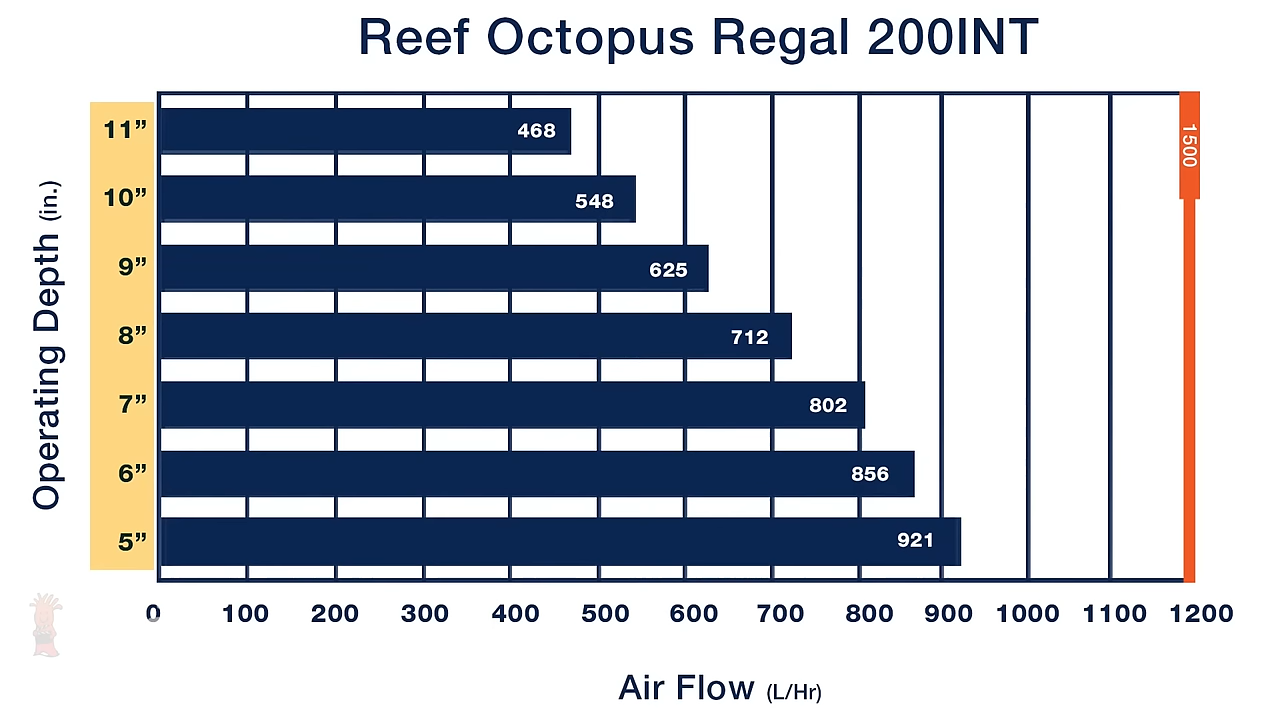 Reef Octopus Regal 200INT
Operating Depth (in.)
11” 468
10” 548
9” 625
8” 712
7” 802
6” 856
5” 921
1500
0 100 200 300 400 500 600 700 800 900 1000 1100 1200
Air Flow (L/Hr)